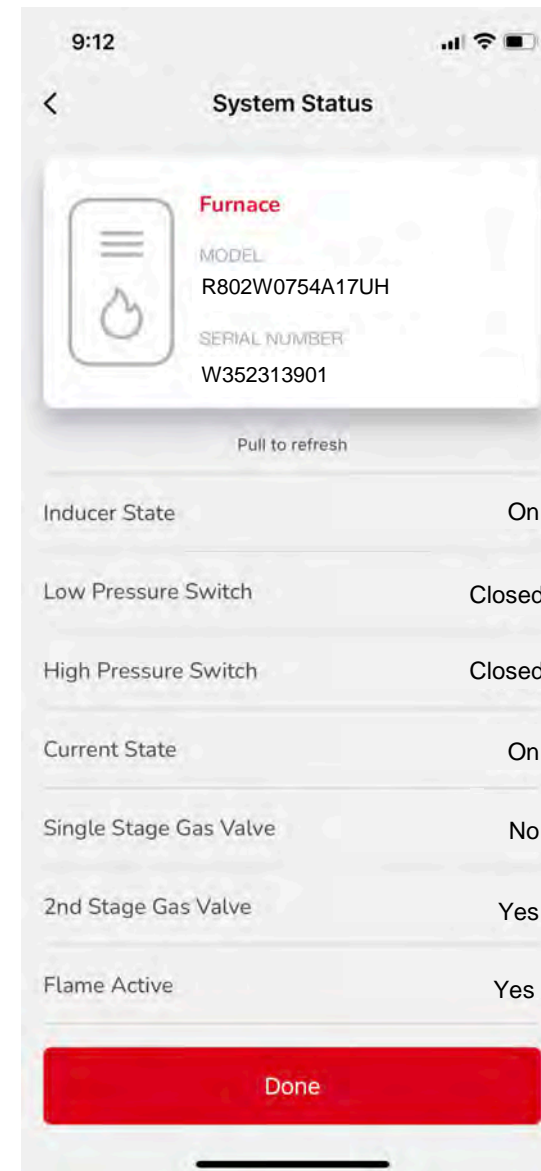 9:12
System Status
Furnace
MODEL
R802W0754A17UH
SERIAL NUMBER
W352313901
Pull to refresh
Inducer State On
Low Pressure Switch Closed
High Pressure Switch Closed
Current State On
Single Stage Gas Valve No
2nd Stage Gas Valve Yes
Flame Active Yes
Done